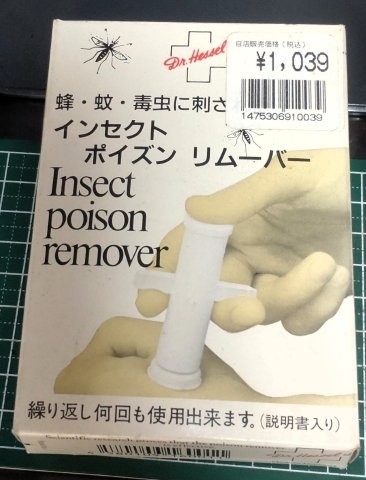 Dr. Hessel
当店販売価格(税込)
¥1,039
1475306910039
蜂・蚊・毒虫に刺さ
インセクト
ポイズン リムーバー
Insect
poison
remover
繰り返し何回も使用出来ます。(説明書入り)